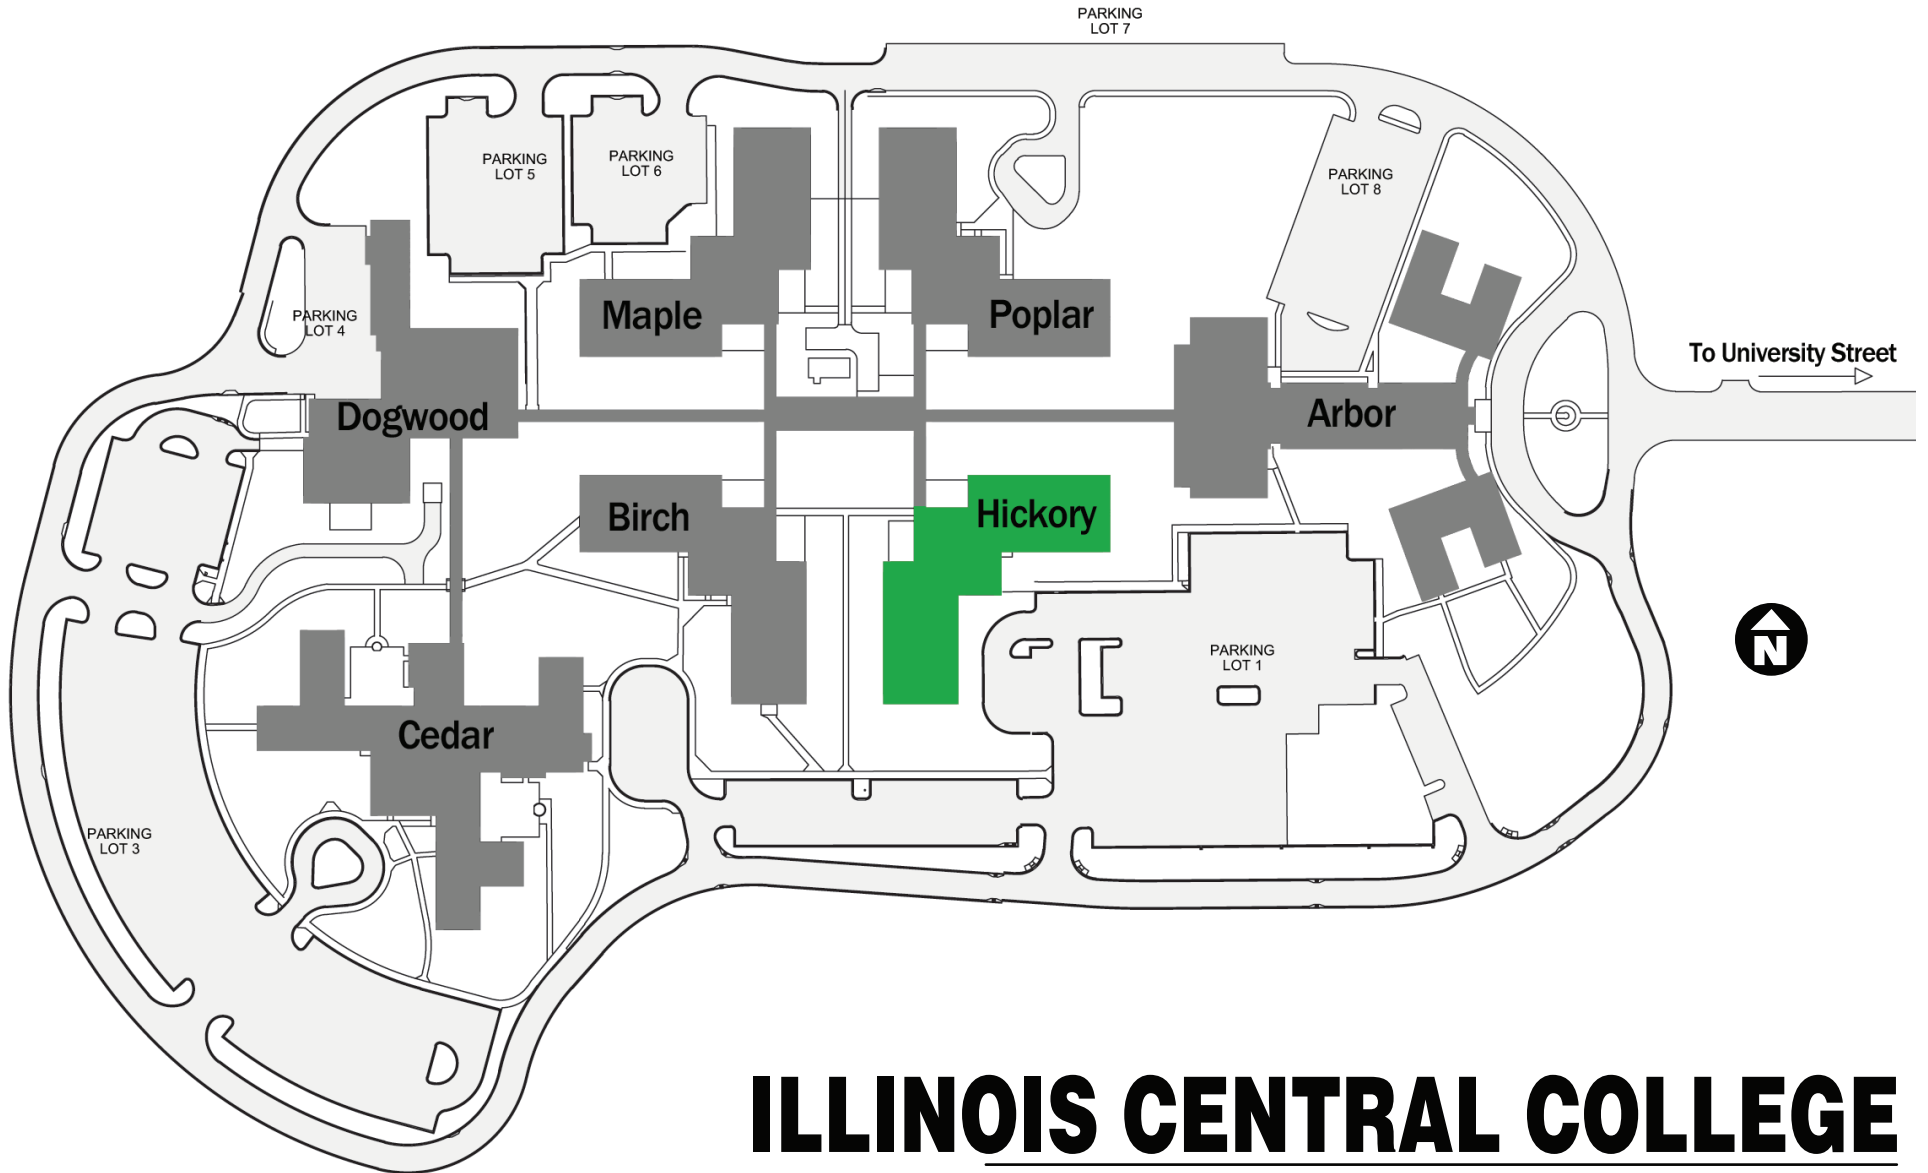 PARKING
LOT 7
PARKING
LOT 5
PARKING
LOT 6
PARKING
LOT 8
PARKING
LOT 4
Maple
Poplar
To University Street
Dogwood
Arbor
Birch
Hickory
N
PARKING
LOT 1
Cedar
PARKING
LOT 3
ILLINOIS CENTRAL COLLEGE